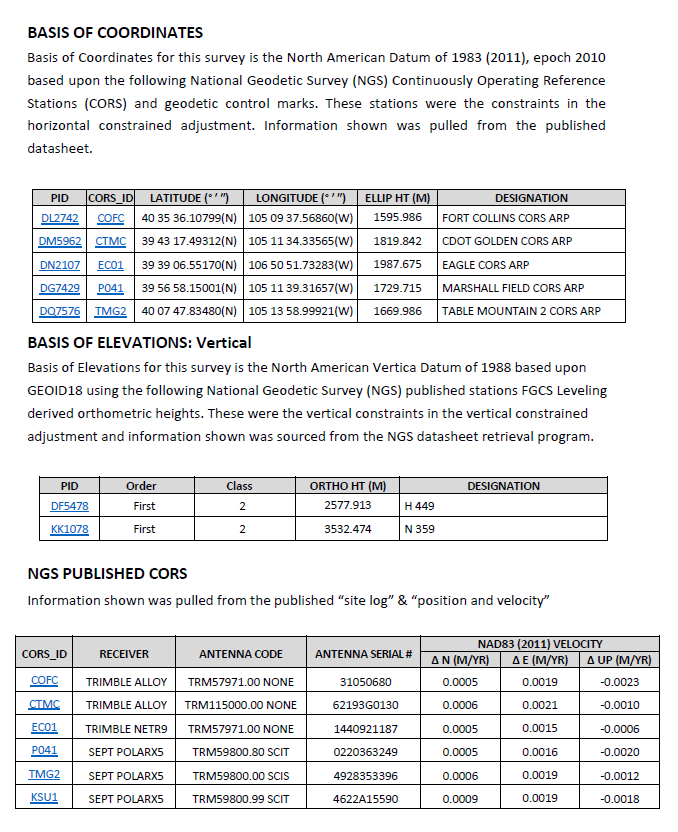 BASIS OF COORDINATES
Basis of Coordinates for this survey is the North American Datum of 1983 (2011), epoch 2010
based upon the following National Geodetic Survey (NGS) Continuously Operating Reference
Stations (CORS) and geodetic control marks. These stations were the constraints in the
horizontal constrained adjustment. Information shown was pulled from the published
datasheet.
PID CORS_ID LATITUDE (° ' ") LONGITUDE (° ' ") ELLIP HT (M) DESIGNATION
DL2742 COFC 40 35 36.10799(N) 105 09 37.56860(W) 1595.986 FORT COLLINS CORS ARP
DM5962 CTMC 39 43 17.49312(N) 105 11 34.33565(W) 1819.842 CDOT GOLDEN CORS ARP
DN2107 EC01 39 39 06.55170(N) 106 50 51.73283(W) 1987.675 EAGLE CORS ARP
DG7429 P041 39 56 58.15001(N) 105 11 39.31657(W) 1729.715 MARSHALL FIELD CORS ARP
DQ7576 TMG2 40 07 47.83480(N) 105 13 58.99921(W) 1669.986 TABLE MOUNTAIN 2 CORS ARP
BASIS OF ELEVATIONS: Vertical
Basis of Elevations for this survey is the North American Vertica Datum of 1988 based upon
GEOID18 using the following National Geodetic Survey (NGS) published stations FGCS Leveling
derived orthometric heights. These were the vertical constraints in the vertical constrained
adjustment and information shown was sourced from the NGS datasheet retrieval program.
PID Order Class ORTHO HT (M) DESIGNATION
DF5478 First 2 2577.913 H 449
KK1078 First 2 3532.474 N 359
NGS PUBLISHED CORS
Information shown was pulled from the published “site log” & “position and velocity”
CORS_ID RECEIVER ANTENNA CODE ANTENNA SERIAL# NAD83 (2011) VELOCITY
Δ N (M/YR) Δ E (M/YR) Δ UP (M/YR)
COFC TRIMBLE ALLOY TRM57971.00 NONE 31050680 0.0005 0.0019 -0.0023
CTMC TRIMBLE ALLOY TRM115000.00 NONE 62193G0130 0.0006 0.0021 -0.0010
EC01 TRIMBLE NETR9 TRM57971.00 NONE 1440921187 0.0005 0.0015 -0.0006
P041 SEPT POLARX5 TRM59800.80 SCIT 0220363249 0.0005 0.0016 -0.0020
TMG2 SEPT POLARX5 TRM59800.00 SCIS 4928353396 0.0006 0.0019 -0.0012
KSU1 SEPT POLARX5 TRM59800.99 SCIT 4622A15590 0.0009 0.0019 -0.0018